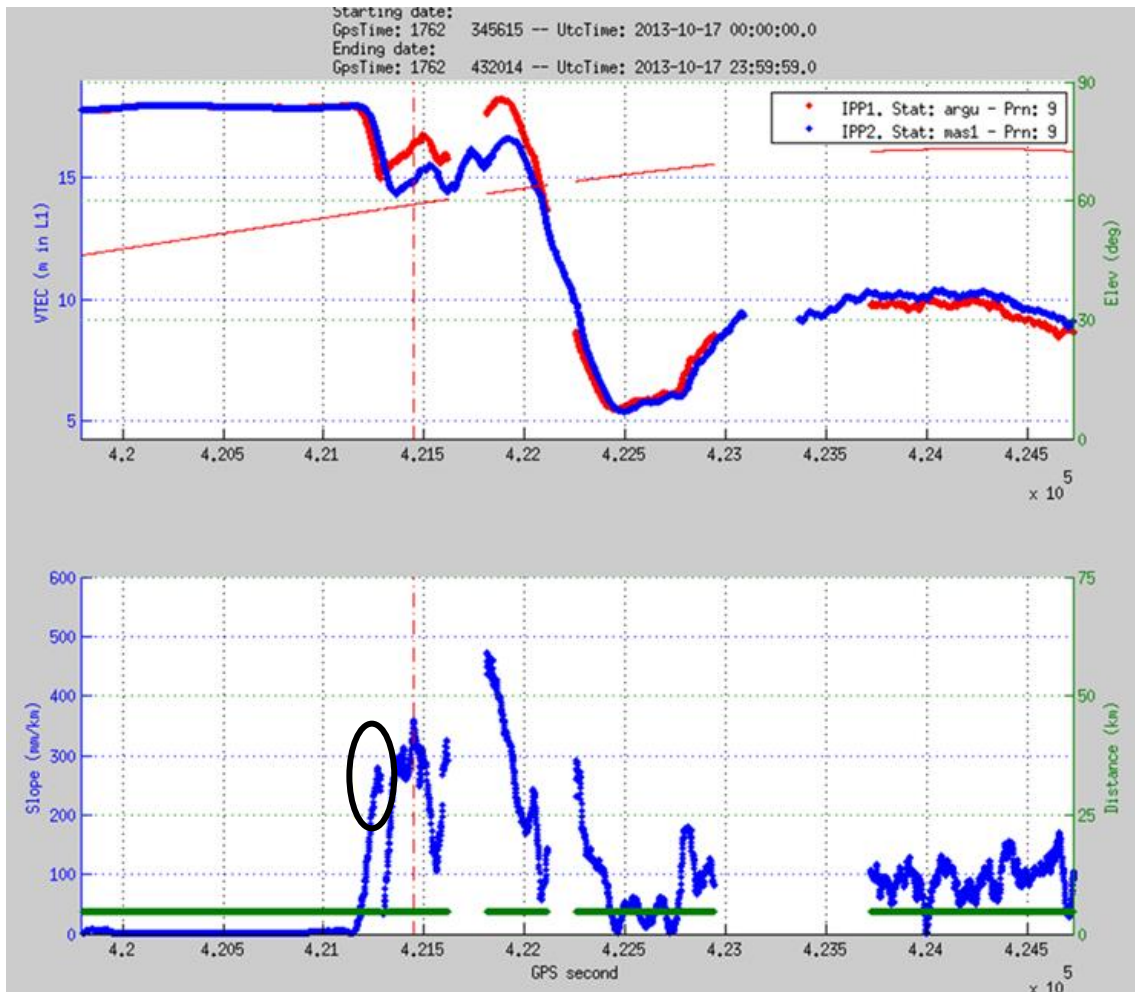 Starting date:
GpsTime: 1762 345615 -- UtcTime: 2013-10-17 00:00:00.0
Ending date:
GpsTime: 1762 432014 -- UtcTime: 2013-10-17 23:59:59.0
IPP1. Stat: argu - Prn: 9
IPP2. Stat: mas1 - Prn: 9
VTEC (m in L1)
15
10
5
Elev (deg)
90
60
30
0
4.2 4.205 4.21 4.215 4.22 4.225 4.23 4.235 4.24 4.245
x 10^5
Slope (mm/km)
600
500
400
300
200
100
0
Distance (km)
75
50
25
0
4.2 4.205 4.21 4.215 4.22 4.225 4.23 4.235 4.24 4.245
GPS second
x 10^5